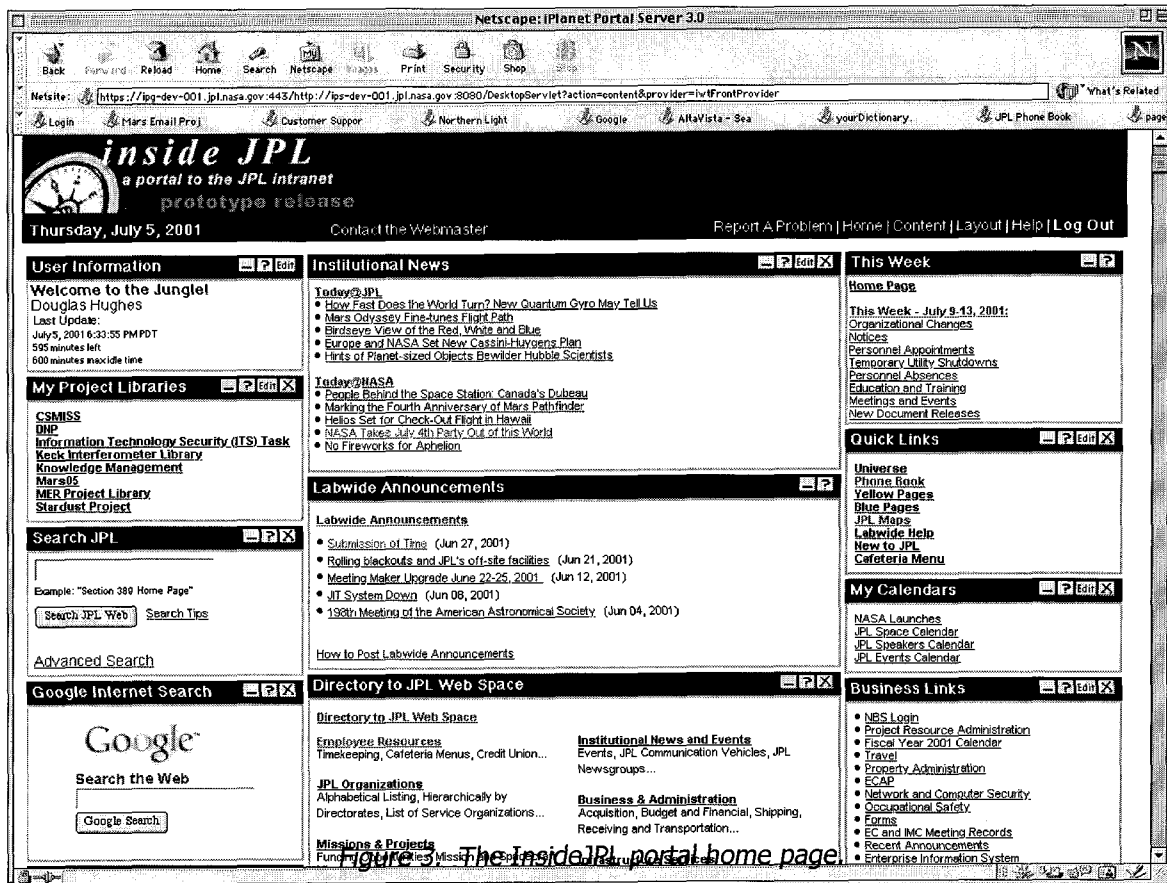 Netscape: iPlanet Portal Server 3.0
Back Forward Reload Home Search Netscape Images Print Security Shop Stop
Netsite: https://ipg-dev-001.jpl.nasa.gov:443/http://ips-dev-001.jpl.nasa.gov:8080/DesktopServlet?action=content&provider=iwtFrontProvider What's Related
Login Mars Email Proj Customer Suppor Northern Light Google AltaVista - Sea yourDictionary. JPL Phone Book page
inside JPL
a portal to the JPL intranet
prototype release
Thursday, July 5, 2001 Contact the Webmaster Report A Problem | Home | Content | Layout | Help | Log Out
User Information ? Edit
Welcome to the Jungle!
Douglas Hughes
Last Update:
July 5, 2001 6:33:55 PM PDT
595 minutes left
600 minutes max idle time
My Project Libraries ? Edit X
CSMISS
DNP
Information Technology Security (ITS) Task
Keck Interferometer Library
Knowledge Management
Mars05
MER Project Library
Stardust Project
Search JPL ? X
Example: "Section 389 Home Page"
Search JPL Web Search Tips
Advanced Search
Google Internet Search ? X
Google
Search the Web
Google Search
Institutional News ? Edit X
Today@JPL
• How Fast Does the World Turn? New Quantum Gyro May Tell Us
• Mars Odyssey Fine-tunes Flight Path
• Birdseye View of the Red, White and Blue
• Europe and NASA Set New Cassini-Huygens Plan
• Hints of Planet-sized Objects Bewilder Hubble Scientists
Today@NASA
• People Behind the Space Station: Canada's Dubeau
• Marking the Fourth Anniversary of Mars Pathfinder
• Helios Set for Check-Out Flight in Hawaii
• NASA Takes July 4th Party Out of this World
• No Fireworks for Aphelion
Labwide Announcements ?
Labwide Announcements
• Submission of Time (Jun 27, 2001)
• Rolling blackouts and JPL's off-site facilities (Jun 21, 2001)
• Meeting Maker Upgrade June 22-25, 2001 (Jun 12, 2001)
• JIT System Down (Jun 08, 2001)
• 198th Meeting of the American Astronomical Society (Jun 04, 2001)
How to Post Labwide Announcements
Directory to JPL Web Space ? X
Directory to JPL Web Space
Employee Resources
Timekeeping, Cafeteria Menus, Credit Union...
JPL Organizations
Alphabetical Listing, Hierarchically by
Directorates, List of Service Organizations...
Missions & Projects
Institutional News and Events
Events, JPL Communication Vehicles, JPL
Newsgroups...
Business & Administration
Acquisition, Budget and Financial, Shipping,
Receiving and Transportation...
This Week ?
Home Page
This Week - July 9-13, 2001:
Organizational Changes
Notices
Personnel Appointments
Temporary Utility Shutdowns
Personnel Absences
Education and Training
Meetings and Events
New Document Releases
Quick Links ? Edit X
Universe
Phone Book
Yellow Pages
Blue Pages
JPL Maps
Labwide Help
New to JPL
Cafeteria Menu
My Calendars ? Edit X
NASA Launches
JPL Space Calendar
JPL Speakers Calendar
JPL Events Calendar
Business Links ? Edit X
• NBS Login
• Project Resource Administration
• Fiscal Year 2001 Calendar
• Travel
• Property Administration
• ECAP
• Network and Computer Security
• Occupational Safety
• Forms
• EC and IMC Meeting Records
• Recent Announcements
• Enterprise Information System
Figure 3. The InsideJPL portal home page.